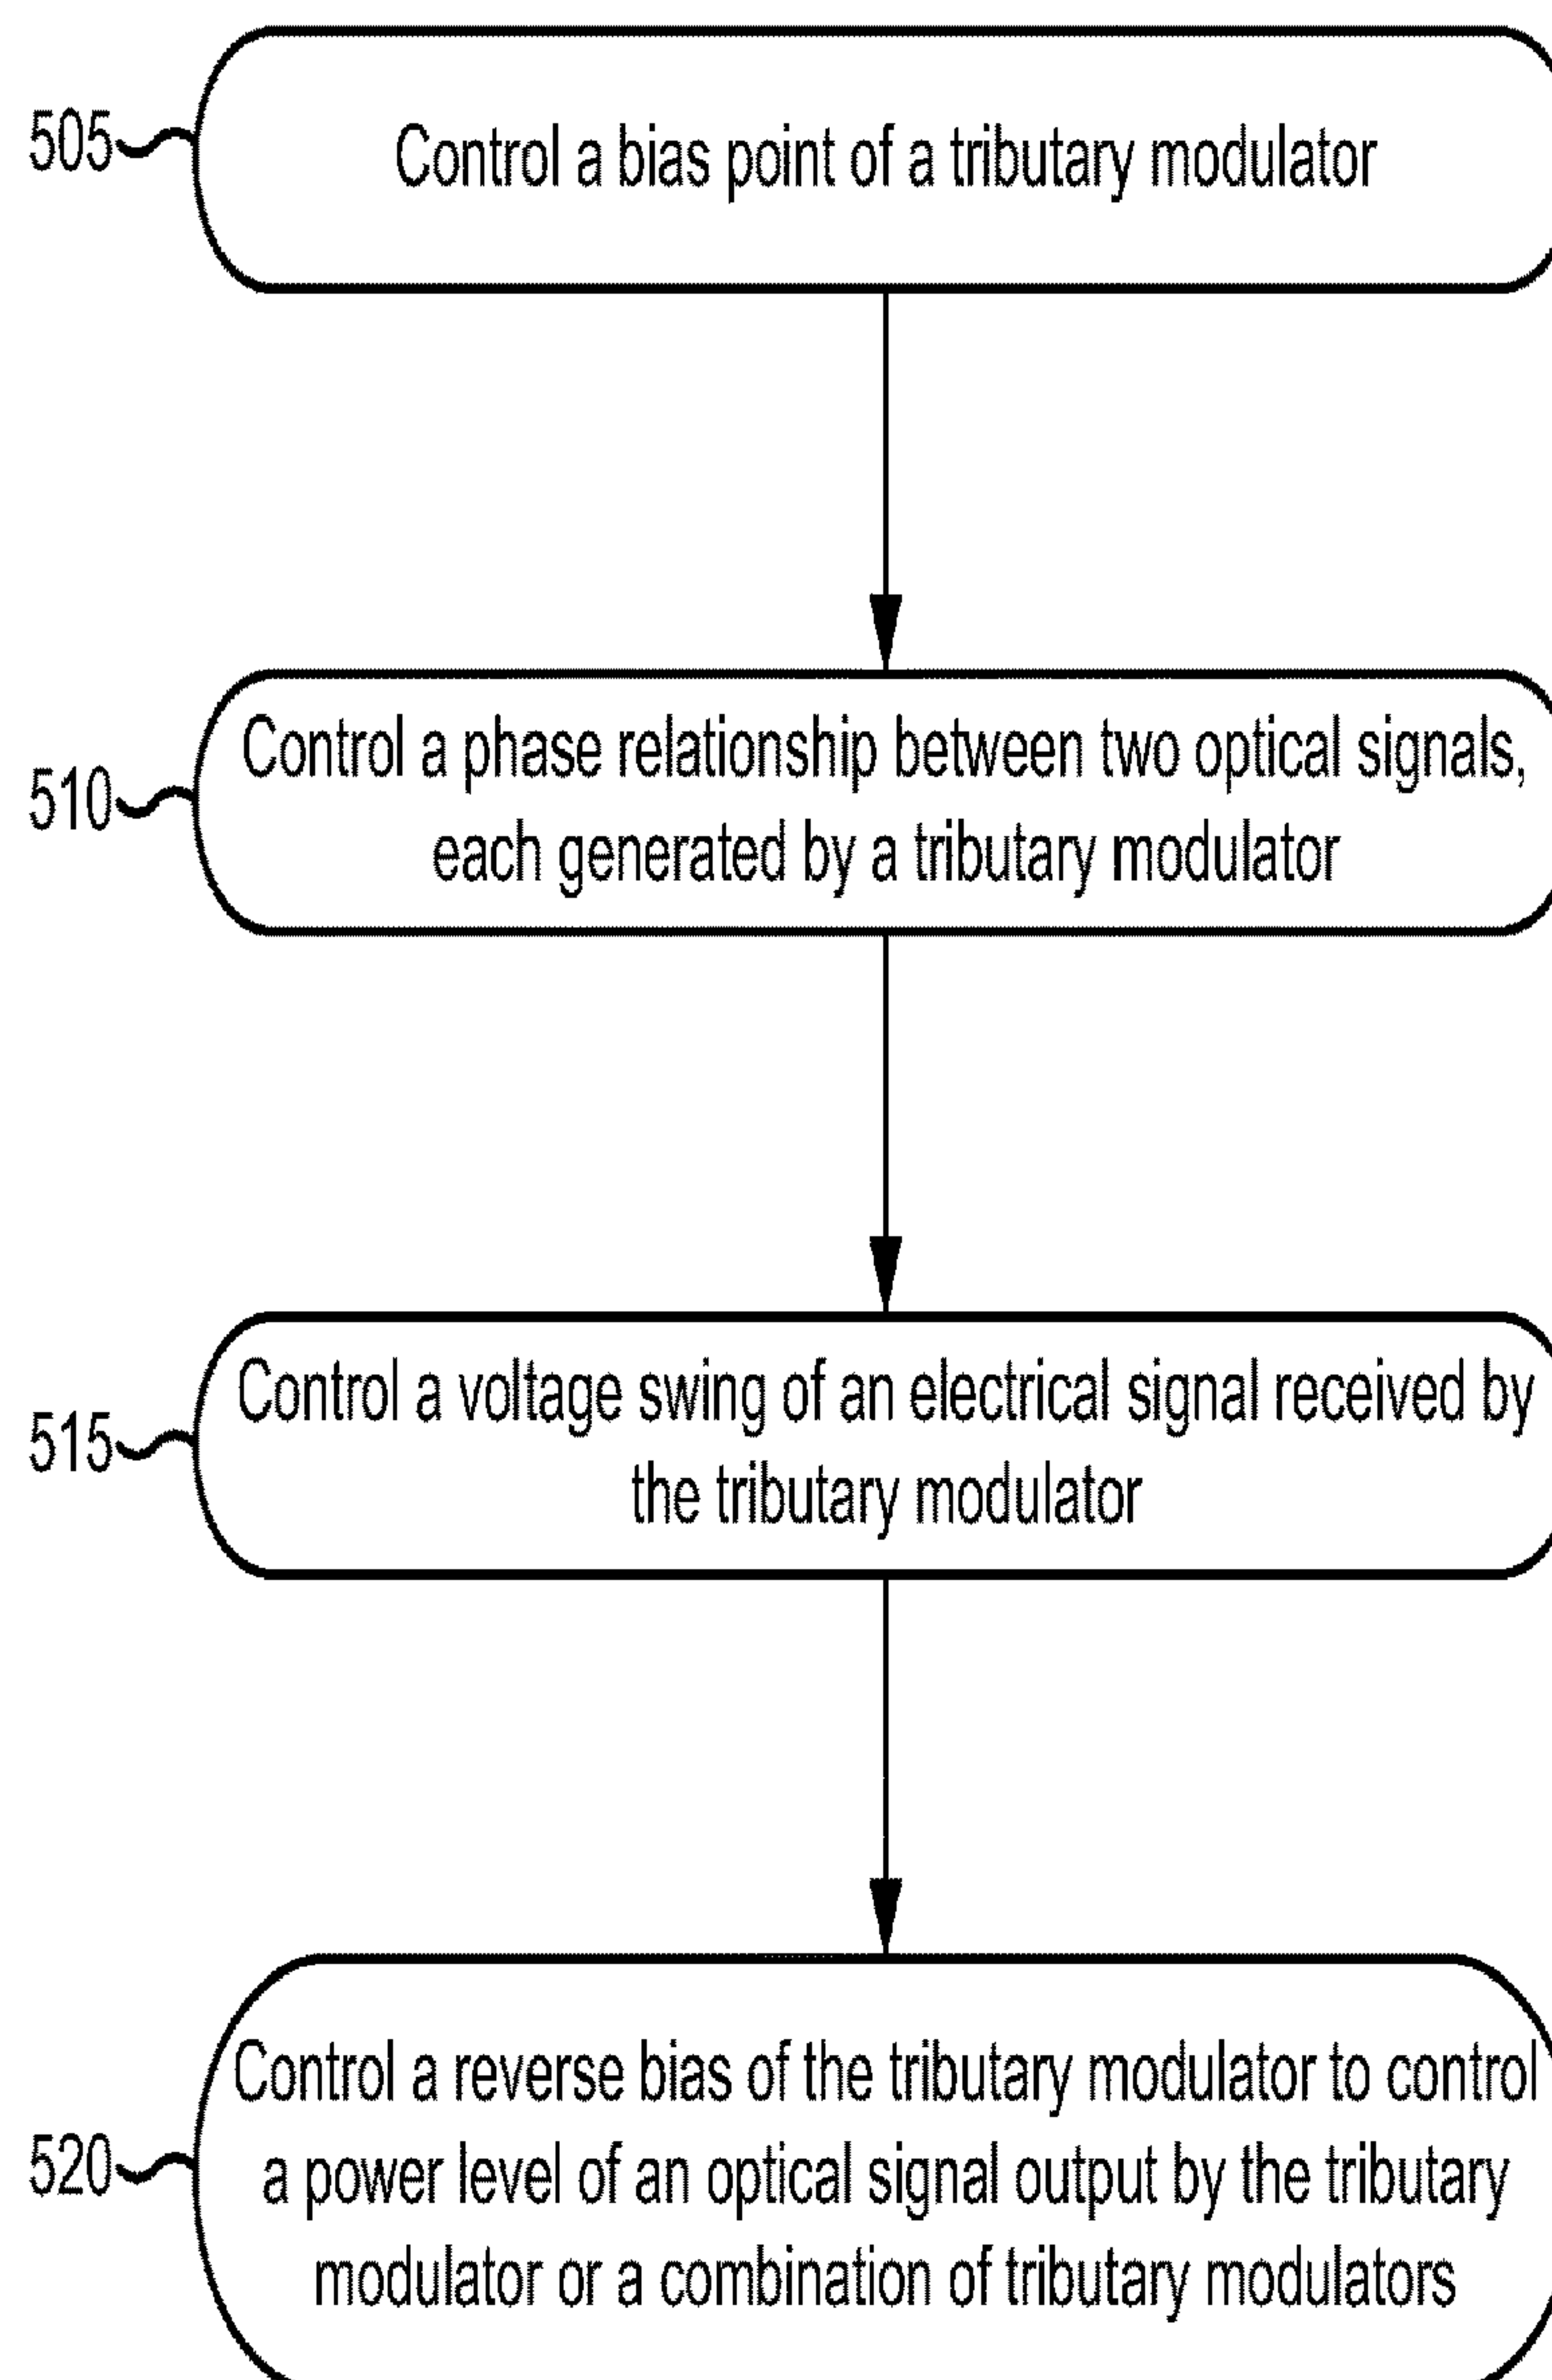 505
Control a bias point of a tributary modulator
510
Control a phase relationship between two optical signals,
each generated by a tributary modulator
515
Control a voltage swing of an electrical signal received by
the tributary modulator
520
Control a reverse bias of the tributary modulator to control
a power level of an optical signal output by the tributary
modulator or a combination of tributary modulators